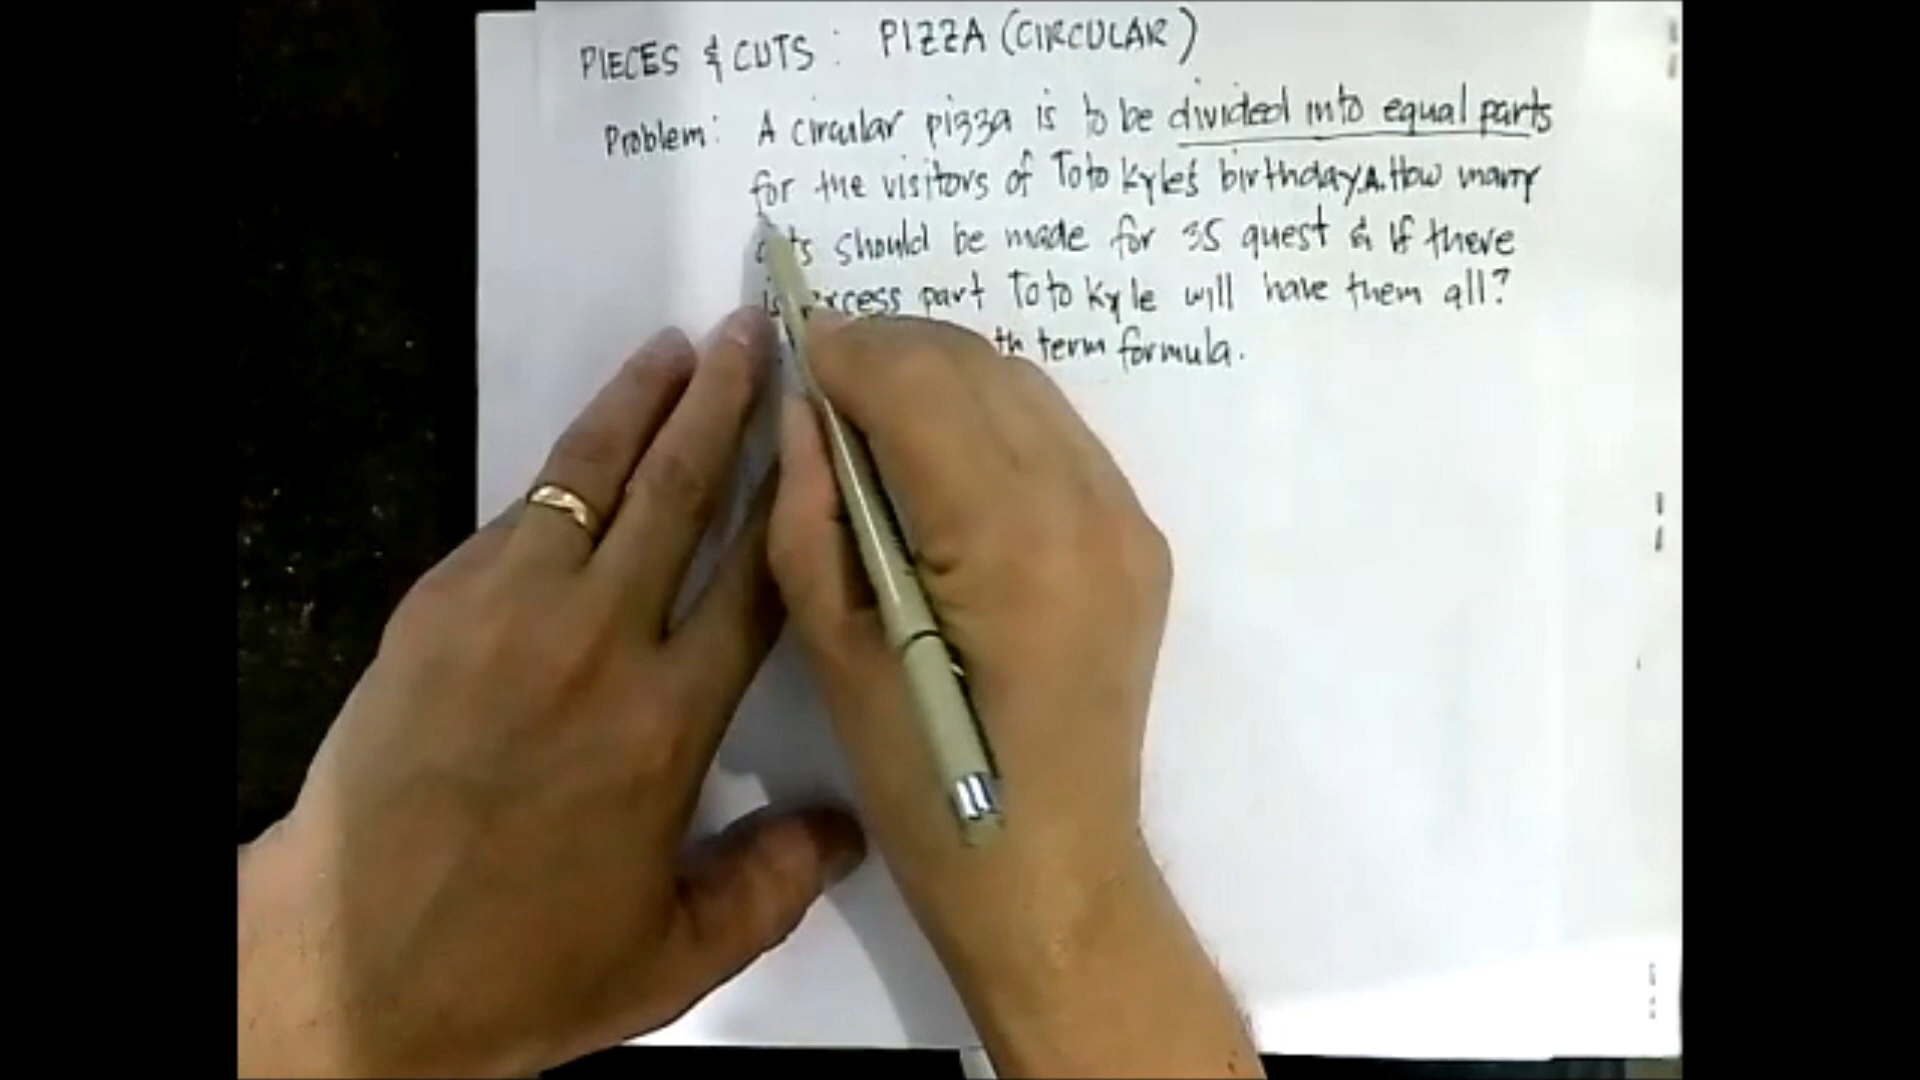 PIECES & CUTS : PIZZA (CIRCULAR)
Problem: A circular pizza is to be divided into equal parts
for the visitors of Toto Kyle's birthday. A. How many
should be made for 35 guest & if there
part Toto Kyle will have them all?
th term formula.